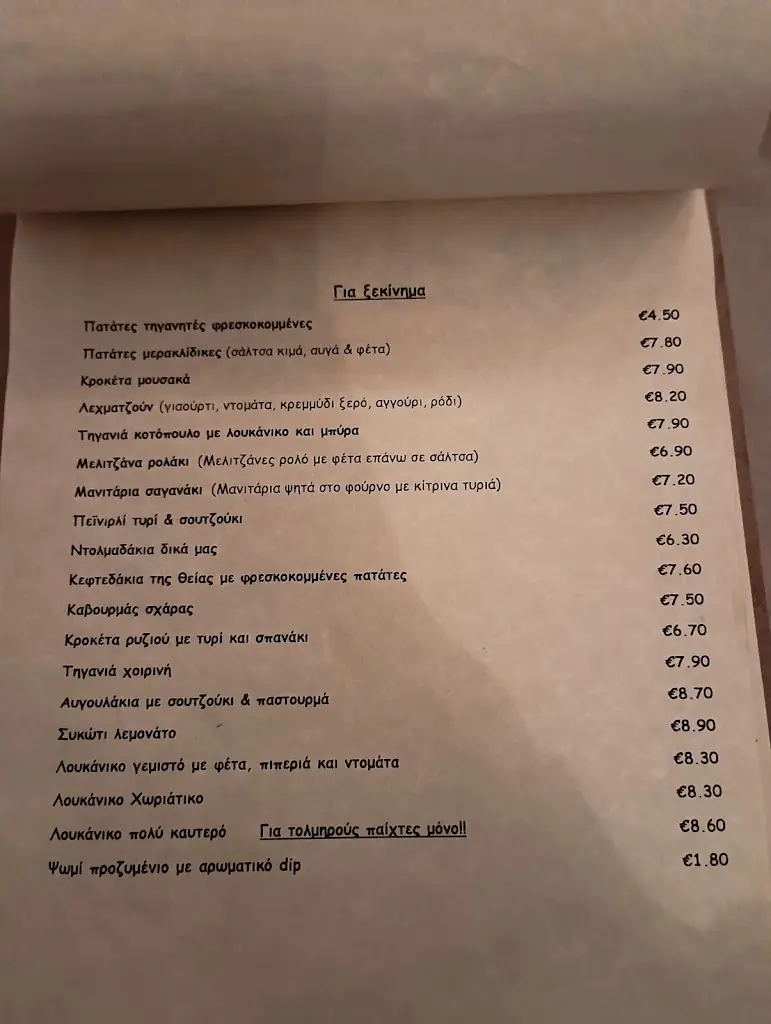 Για ξεκίνημα
Πατάτες τηγανητές φρεσκοκομμένες €4.50
Πατάτες μερακλίδικες (σάλτσα κιμά, αυγά & φέτα) €7.80
Κροκέτα μουσακά €7.90
Λεχματζούν (γιαούρτι, ντομάτα, κρεμμύδι ξερό, αγγούρι, ρόδι) €8.20
Τηγανιά κοτόπουλο με λουκάνικο και μπύρα €7.90
Μελιτζάνα ρολάκι (Μελιτζάνες ρολό με φέτα επάνω σε σάλτσα) €6.90
Μανιτάρια σαγανάκι (Μανιτάρια ψητά στο φούρνο με κίτρινα τυριά) €7.20
Πεϊνιρλί τυρί & σουτζούκι €7.50
Ντολμαδάκια δικά μας €6.30
Κεφτεδάκια της θείας με φρεσκοκομμένες πατάτες €7.60
Καβουρμάς σχάρας €7.50
Κροκέτα ρυζιού με τυρί και σπανάκι €6.70
Τηγανιά χοιρινή €7.90
Αυγουλάκια με σουτζούκι & παστουρμά €8.70
Συκώτι λεμονάτο €8.90
Λουκάνικο γεμιστό με φέτα, πιπεριά και ντομάτα €8.30
Λουκάνικο Χωριάτικο €8.30
Λουκάνικο πολύ καυτερό Για τολμηρούς παίχτες μόνο!! €8.60
Ψωμί προζυμένιο με αρωματικό dip €1.80